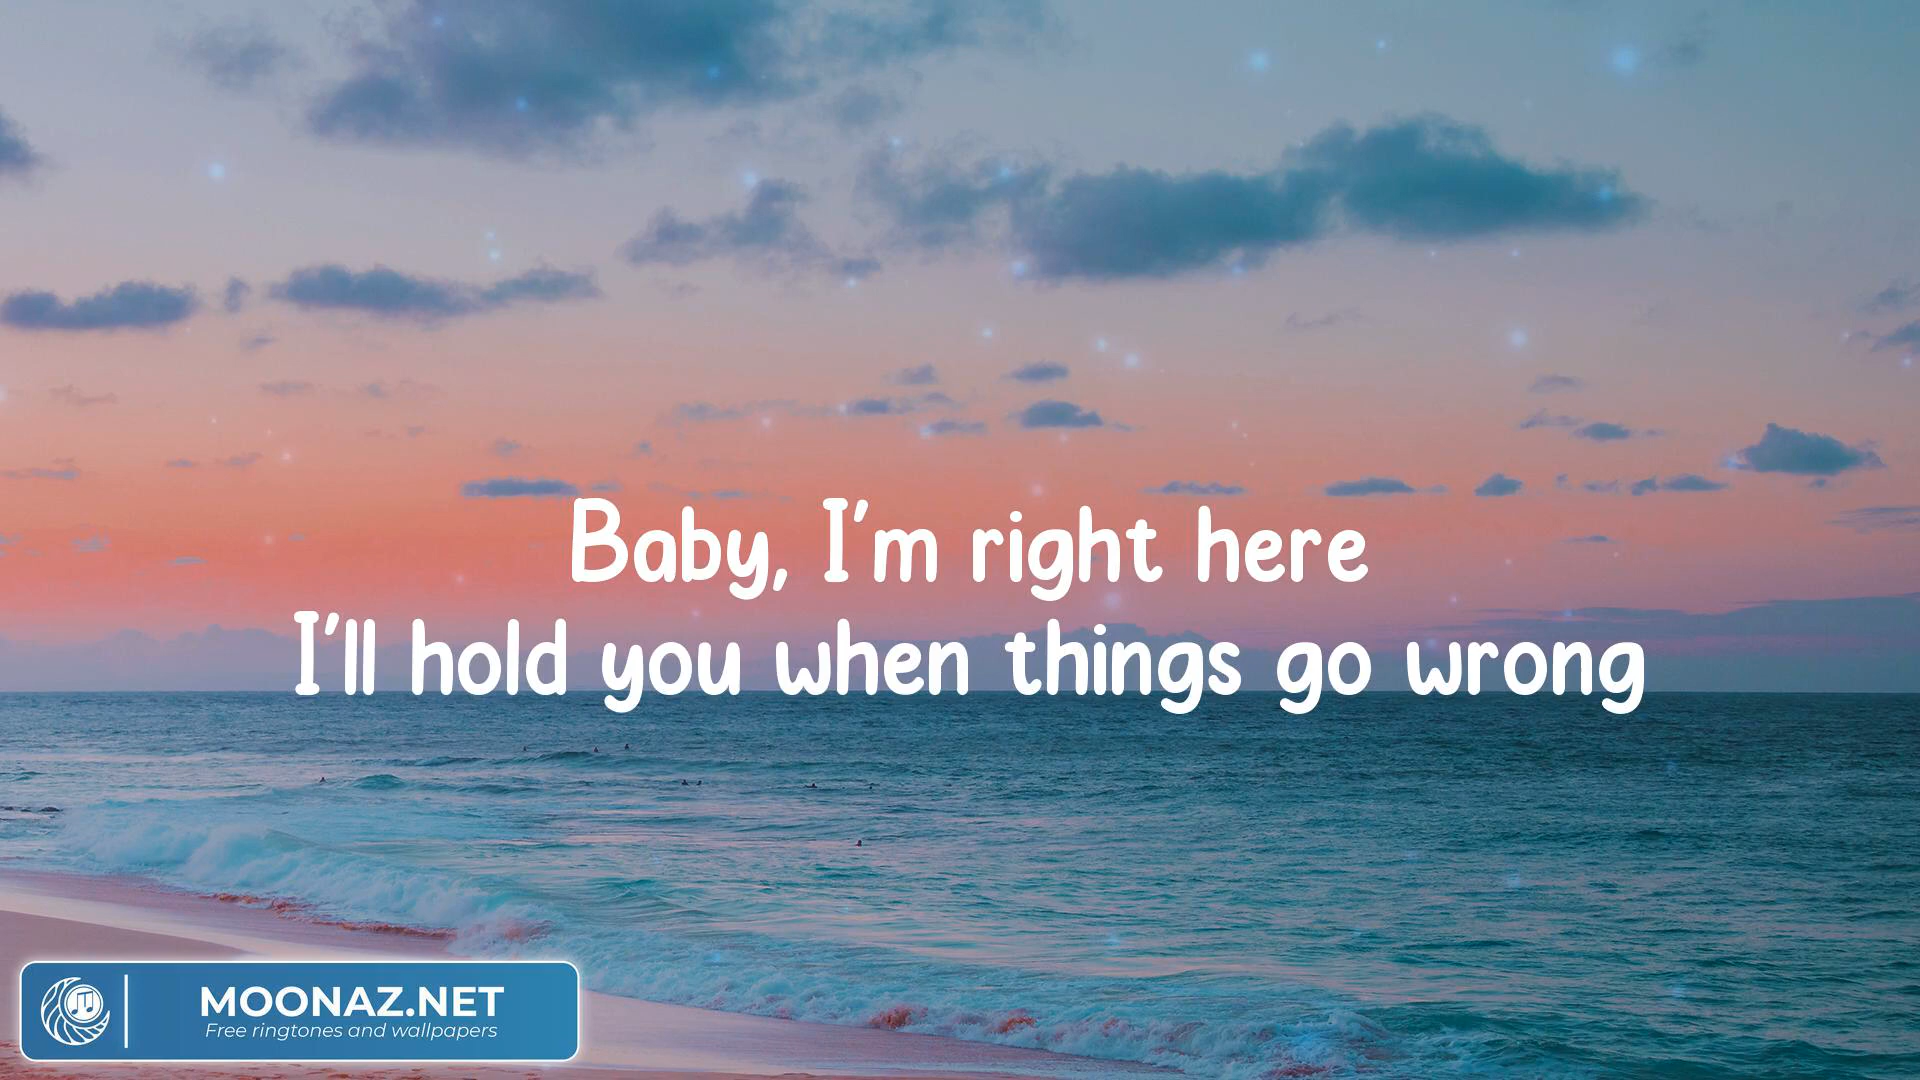 Baby, I'm right here
I'll hold you when things go wrong
MOONAZ.NET
Free ringtones and wallpapers